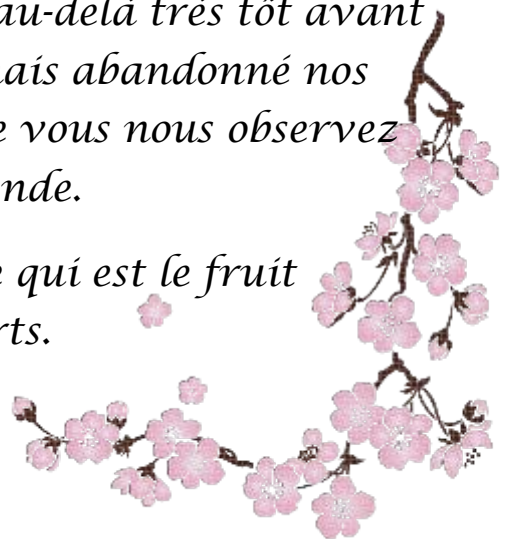 au-delà très tôt avant
ais abandonné nos
e vous nous observez
nde.
e qui est le fruit
rts.